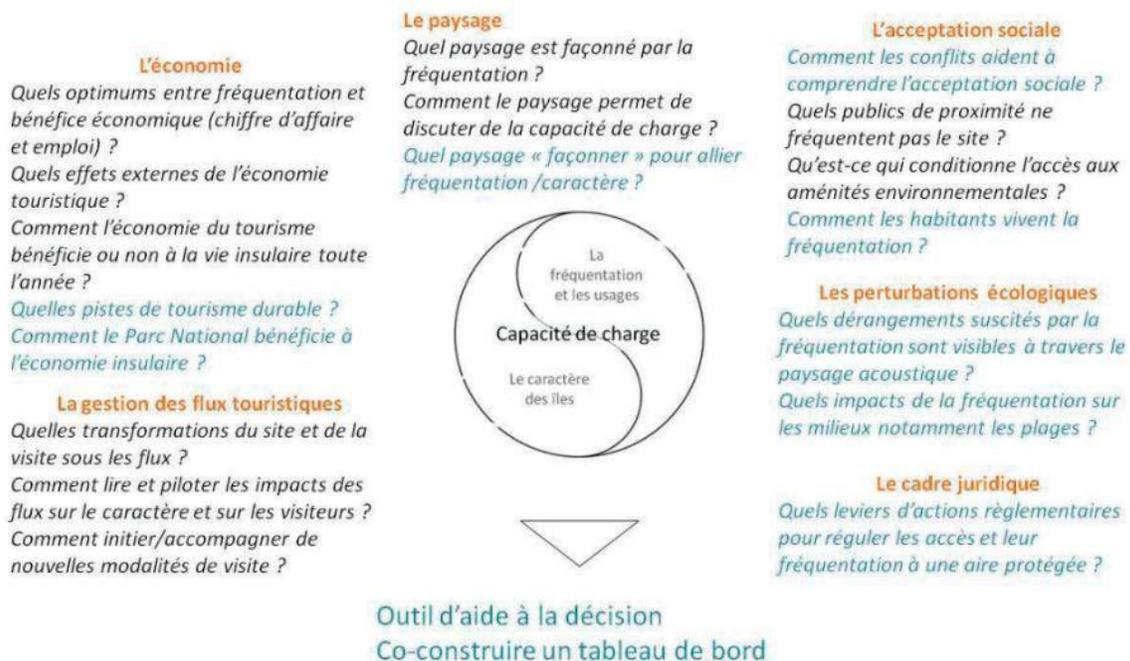 L'économie
Quels optimums entre fréquentation et
bénéfice économique (chiffre d'affaire
et emploi) ?
Quels effets externes de l'économie
touristique ?
Comment l'économie du tourisme
bénéficie ou non à la vie insulaire toute
l'année ?
Quelles pistes de tourisme durable ?
Comment le Parc National bénéficie à
l'économie insulaire ?
La gestion des flux touristiques
Quelles transformations du site et de la
visite sous les flux ?
Comment lire et piloter les impacts des
flux sur le caractère et sur les visiteurs ?
Comment initier/accompagner de
nouvelles modalités de visite ?
Le paysage
Quel paysage est façonné par la
fréquentation ?
Comment le paysage permet de
discuter de la capacité de charge ?
Quel paysage « façonner » pour allier
fréquentation /caractère ?
La
fréquentation
et les usages
Capacité de charge
Le caractère
des îles
L'acceptation sociale
Comment les conflits aident à
comprendre l'acceptation sociale ?
Quels publics de proximité ne
fréquentent pas le site ?
Qu'est-ce qui conditionne l'accès aux
aménités environnementales ?
Comment les habitants vivent la
fréquentation ?
Les perturbations écologiques
Quels dérangements suscités par la
fréquentation sont visibles à travers le
paysage acoustique ?
Quels impacts de la fréquentation sur
les milieux notamment les plages ?
Le cadre juridique
Quels leviers d'actions règlementaires
pour réguler les accès et leur
fréquentation à une aire protégée ?
Outil d'aide à la décision
Co-construire un tableau de bord